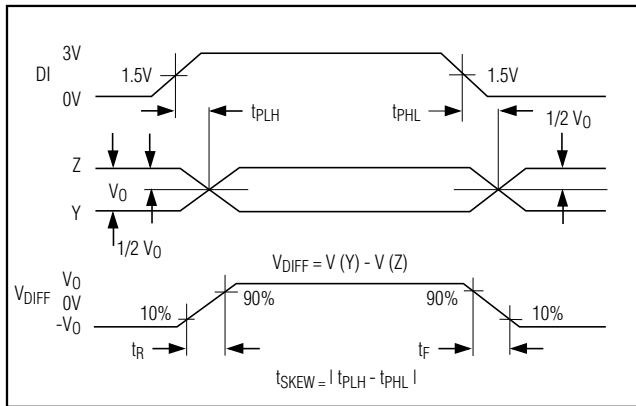 3V
DI
1.5V
1.5V
0V
tPLH
tPHL
1/2 VO
Z
VO
Y
1/2 VO
VDIFF = V (Y) - V (Z)
VO
VDIFF
0V
-VO
10%
90%
90%
10%
tR
tF
tSKEW = | tPLH - tPHL |